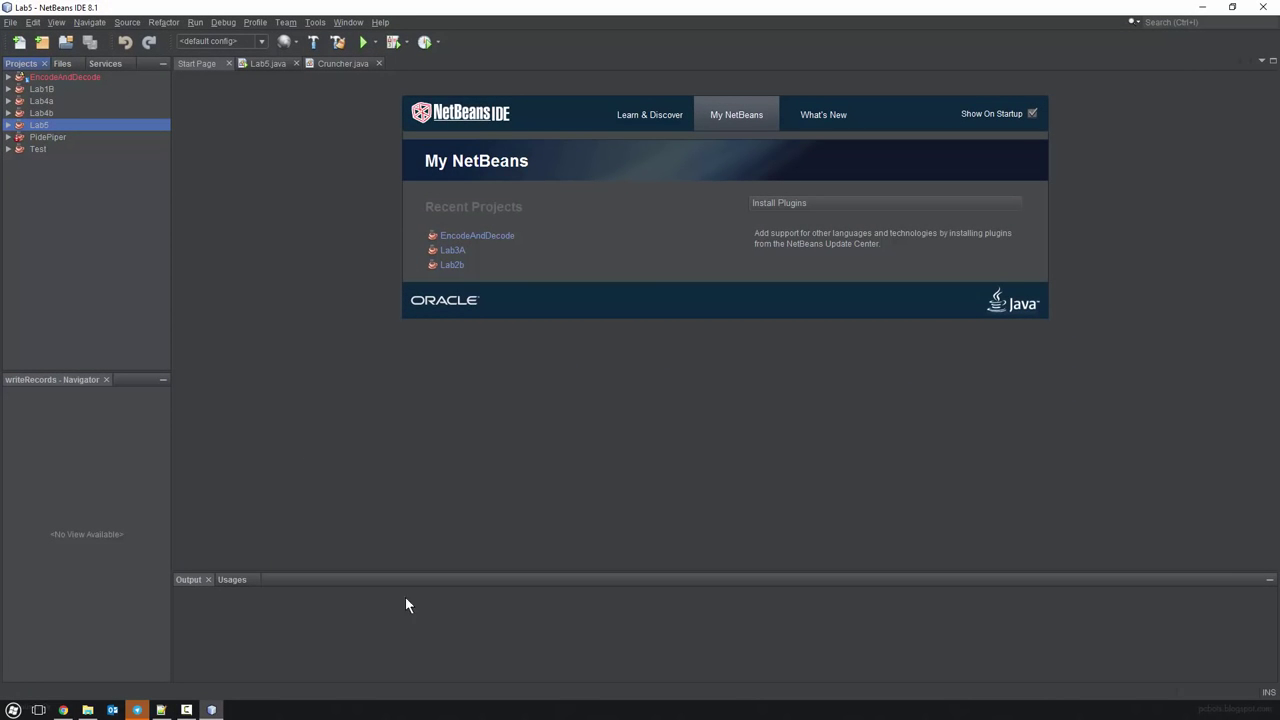 Lab5 - NetBeans IDE 8.1
File Edit View Navigate Source Refactor Run Debug Profile Team Tools Window Help
Search (Ctrl+I)
<default config>
Projects Files Services
Start Page Lab5.java Cruncher.java
EncodeAndDecode
Lab1B
Lab4a
Lab4b
Lab5
PidePiper
Test
NetBeans IDE
Learn & Discover My NetBeans What's New Show On Startup
My NetBeans
Recent Projects
EncodeAndDecode
Lab3A
Lab2b
Install Plugins
Add support for other languages and technologies by installing plugins
from the NetBeans Update Center.
ORACLE
Java
writeRecords - Navigator
<No View Available>
Output Usages
INS